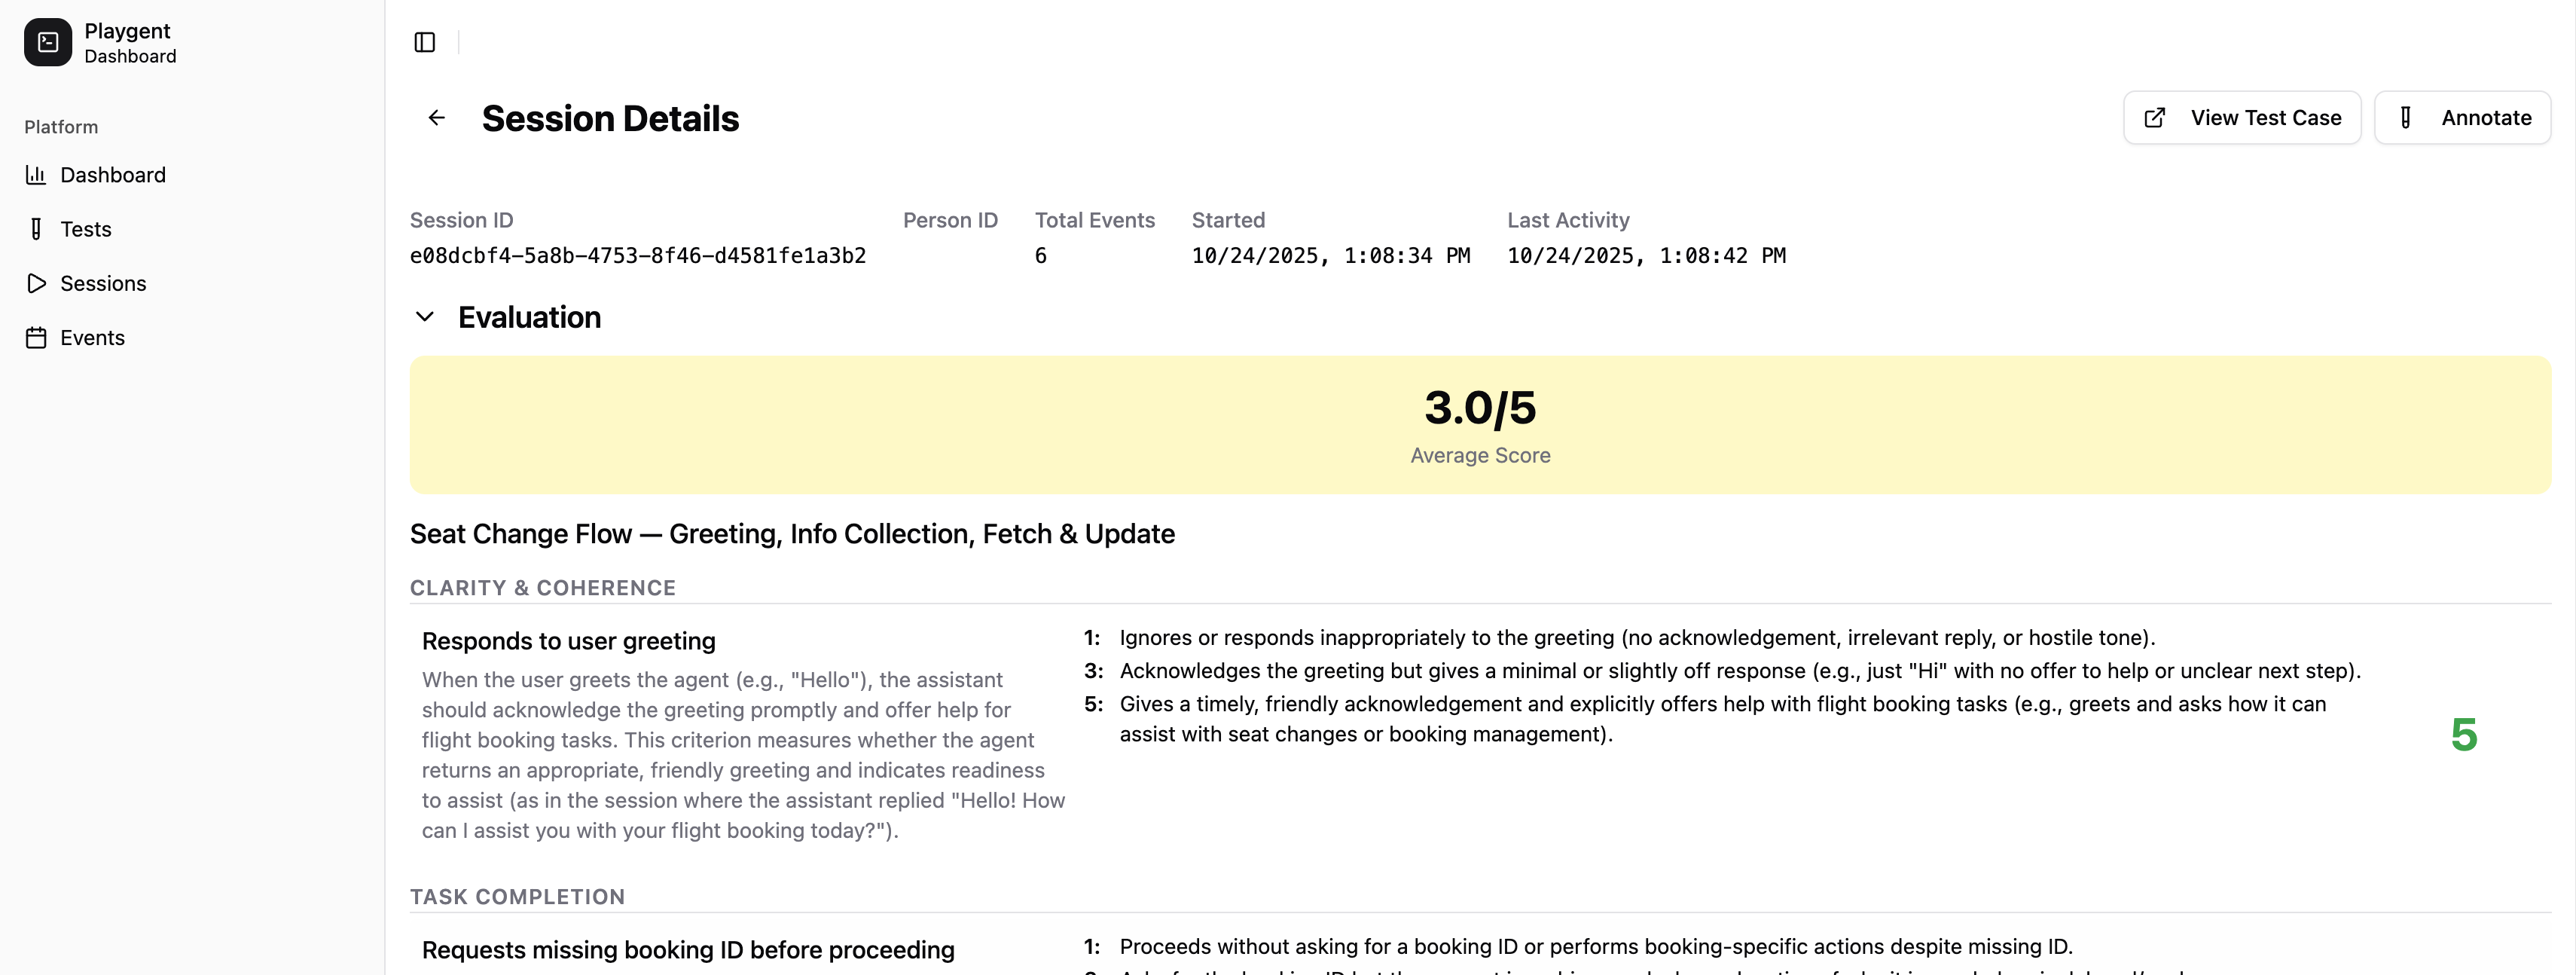 Playgent
Dashboard
Platform
Dashboard
Tests
Sessions
Events
Session Details
View Test Case
Annotate
Session ID
e08dcbf4-5a8b-4753-8f46-d4581fe1a3b2
Person ID
Total Events
6
Started
10/24/2025, 1:08:34 PM
Last Activity
10/24/2025, 1:08:42 PM
Evaluation
3.0/5
Average Score
Seat Change Flow — Greeting, Info Collection, Fetch & Update
CLARITY & COHERENCE
Responds to user greeting
When the user greets the agent (e.g., "Hello"), the assistant
should acknowledge the greeting promptly and offer help for
flight booking tasks. This criterion measures whether the agent
returns an appropriate, friendly greeting and indicates readiness
to assist (as in the session where the assistant replied "Hello! How
can I assist you with your flight booking today?").
1: Ignores or responds inappropriately to the greeting (no acknowledgement, irrelevant reply, or hostile tone).
3: Acknowledges the greeting but gives a minimal or slightly off response (e.g., just "Hi" with no offer to help or unclear next step).
5: Gives a timely, friendly acknowledgement and explicitly offers help with flight booking tasks (e.g., greets and asks how it can
assist with seat changes or booking management).
5
TASK COMPLETION
Requests missing booking ID before proceeding
1: Proceeds without asking for a booking ID or performs booking-specific actions despite missing ID.